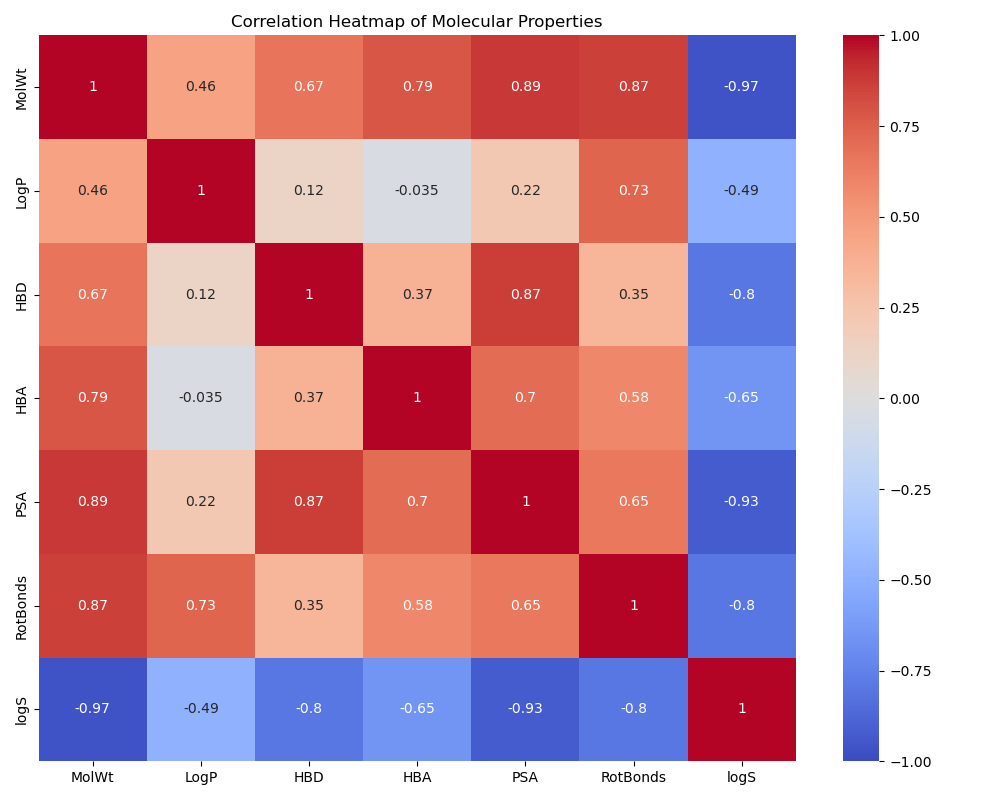 Correlation Heatmap of Molecular Properties
MolWt 1 0.46 0.67 0.79 0.89 0.87 -0.97
LogP 0.46 1 0.12 -0.035 0.22 0.73 -0.49
HBD 0.67 0.12 1 0.37 0.87 0.35 -0.8
HBA 0.79 -0.035 0.37 1 0.7 0.58 -0.65
PSA 0.89 0.22 0.87 0.7 1 0.65 -0.93
RotBonds 0.87 0.73 0.35 0.58 0.65 1 -0.8
logS -0.97 -0.49 -0.8 -0.65 -0.93 -0.8 1
MolWt LogP HBD HBA PSA RotBonds logS
1.00
0.75
0.50
0.25
0.00
−0.25
−0.50
−0.75
−1.00